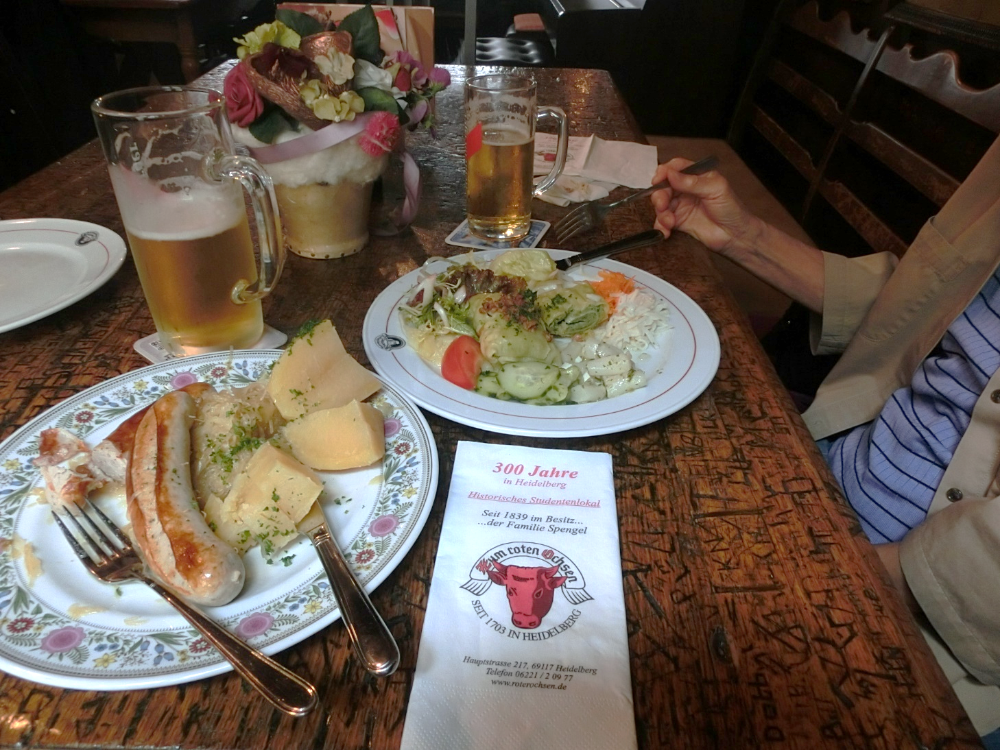 300 Jahre
in Heidelberg
Historisches Studentenlokal
Seit 1839 im Besitz...
...der Familie Spengel
Zum roten Ochsen
SEIT 1703 IN HEIDELBERG
Hauptstrasse 217, 69117 Heidelberg
Telefon 06221 / 2 09 77
www.roterochsen.de